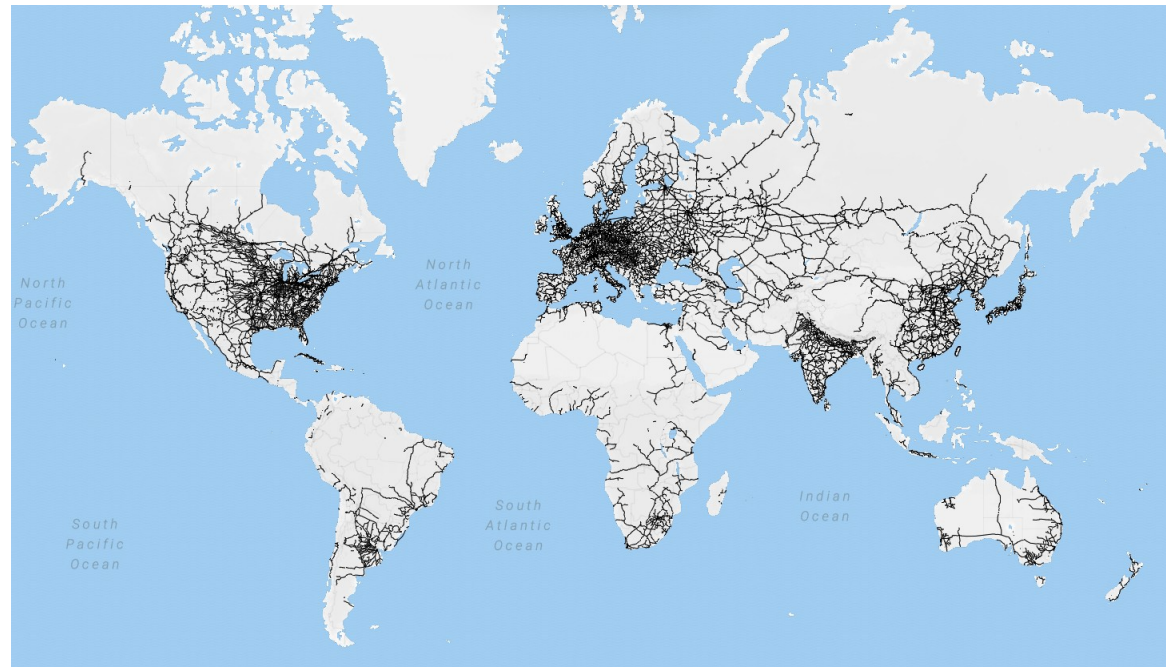 North
Pacific
Ocean
North
Atlantic
Ocean
South
Pacific
Ocean
South
Atlantic
Ocean
Indian
Ocean